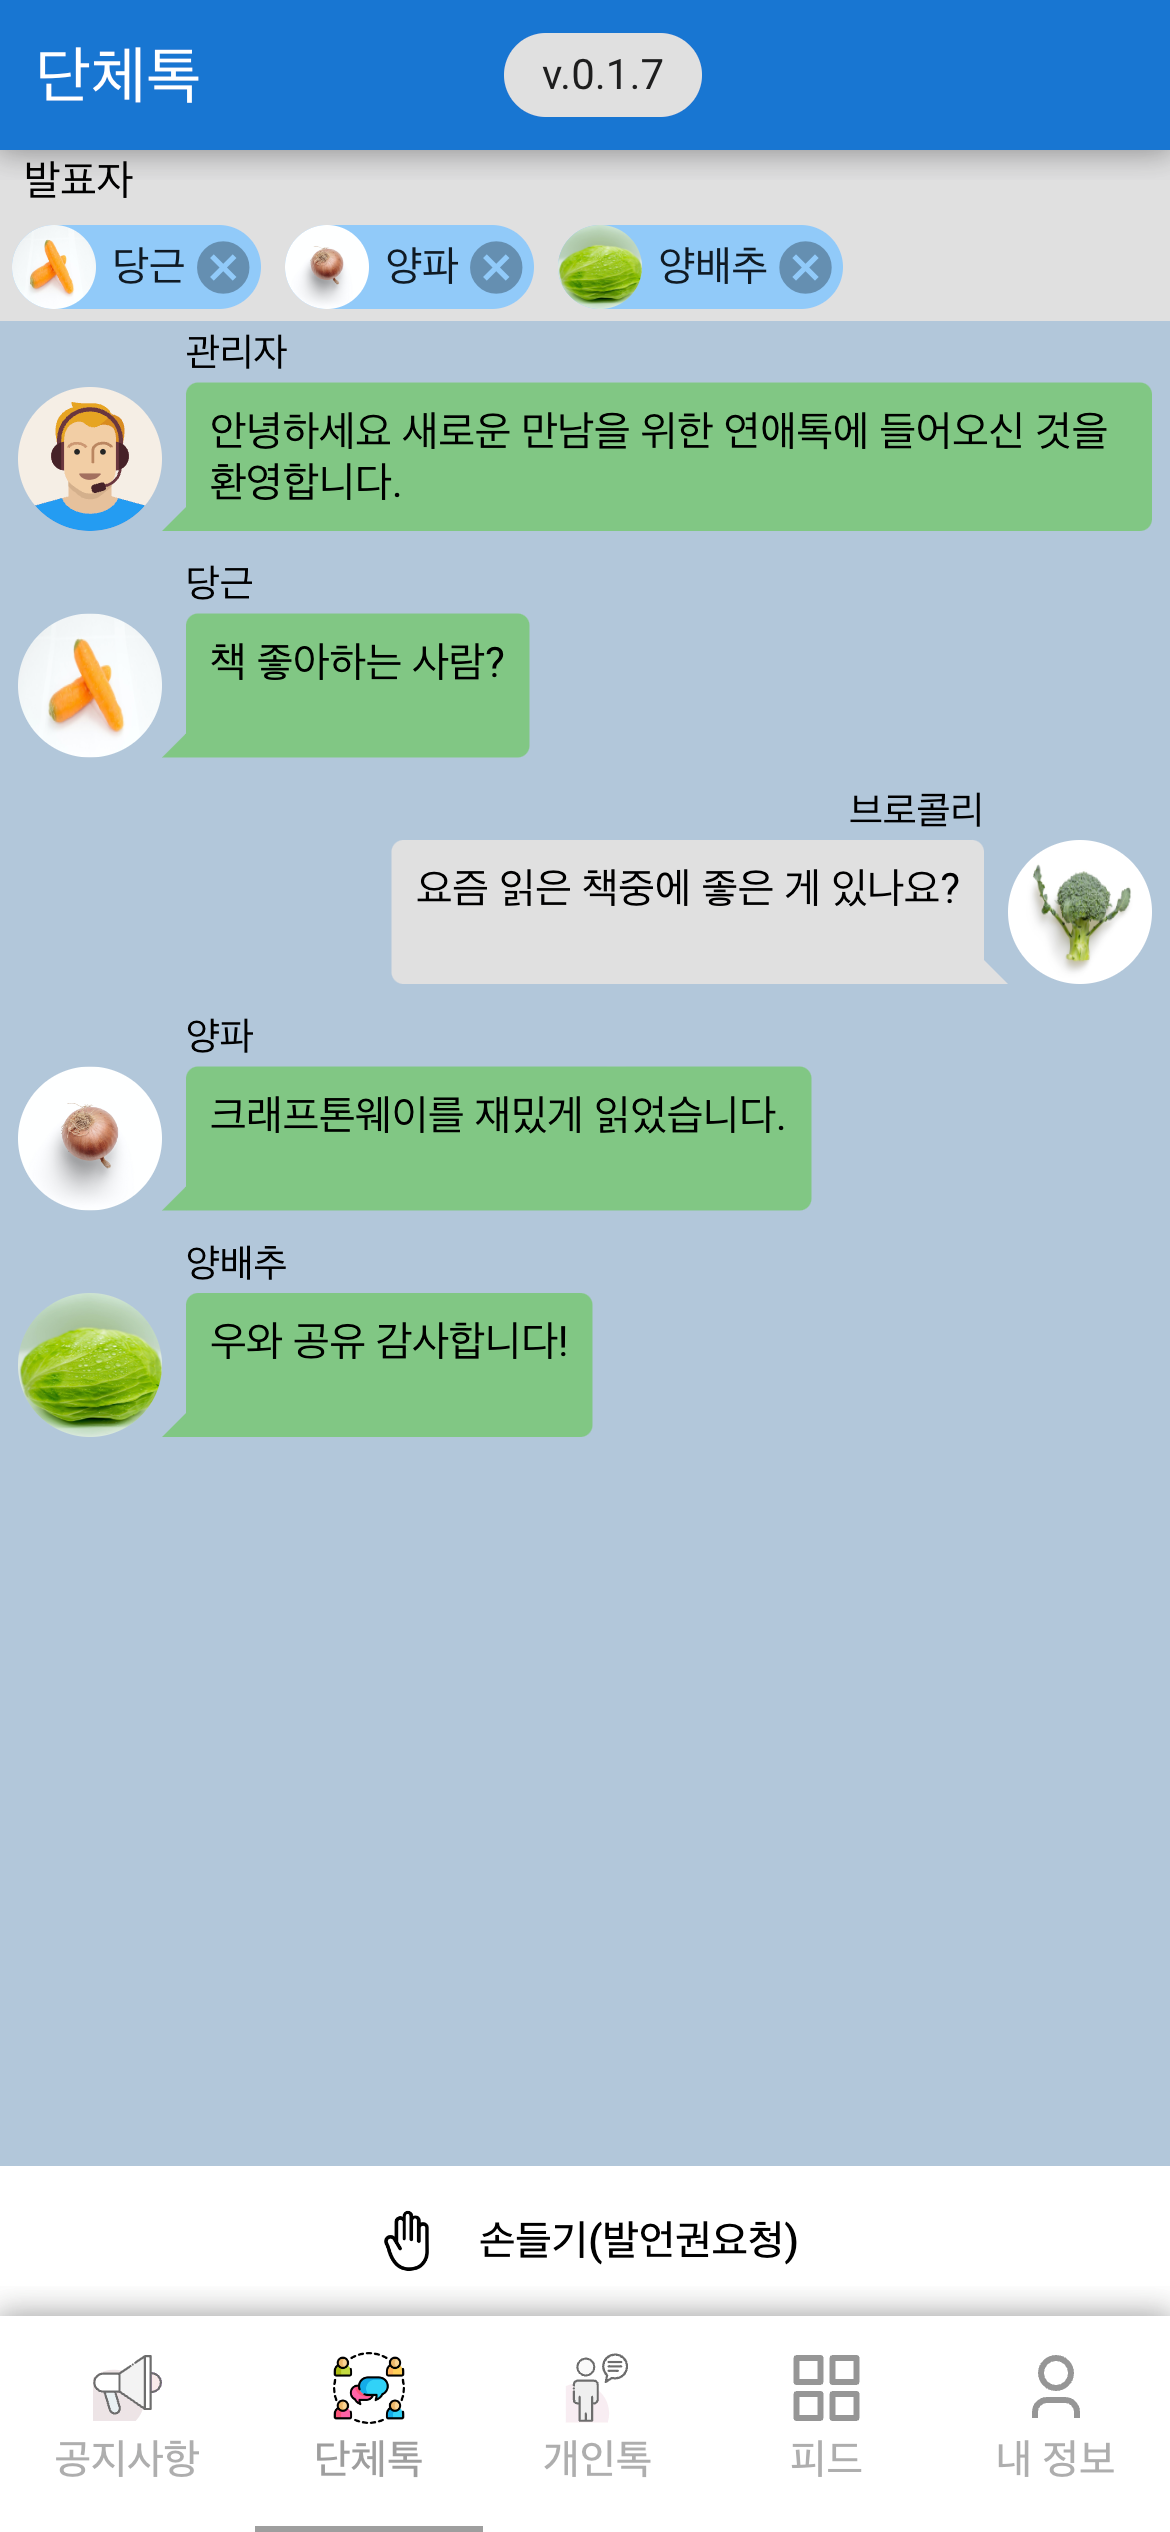 단체톡
v.0.1.7
발표자
당근
양파
양배추
관리자
안녕하세요 새로운 만남을 위한 연애톡에 들어오신 것을
환영합니다.
당근
책 좋아하는 사람?
브로콜리
요즘 읽은 책중에 좋은 게 있나요?
양파
크래프톤웨이를 재밌게 읽었습니다.
양배추
우와 공유 감사합니다!
손들기(발언권요청)
공지사항
단체톡
개인톡
피드
내 정보